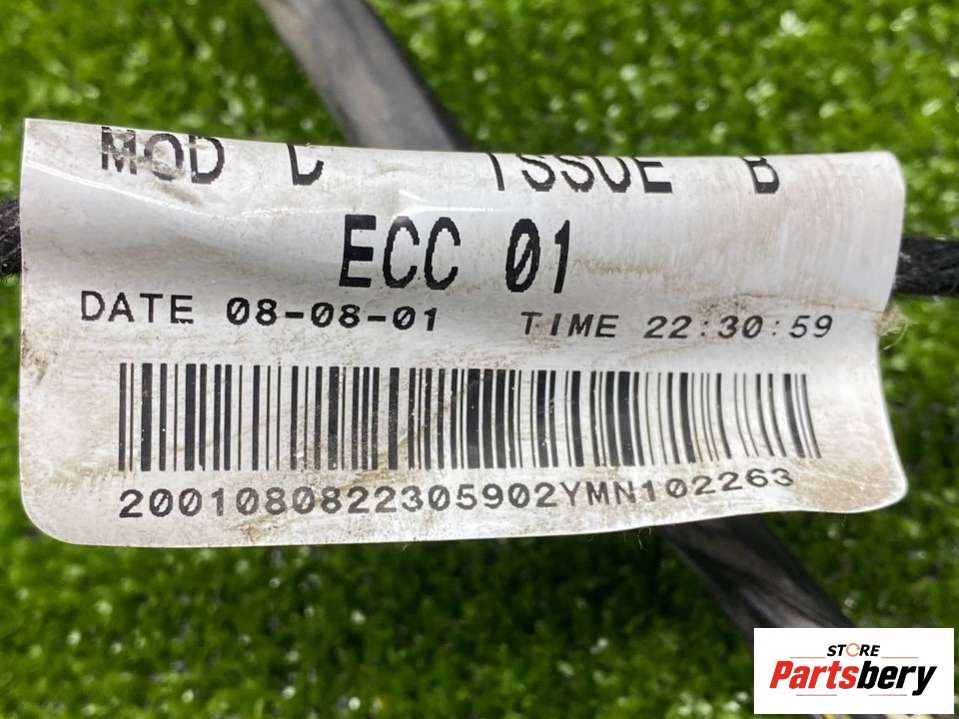 MOD ISSUE B
ECC 01
DATE 08-08-01 TIME 22:30:59
2001080822305902YMN102263
STORE
Partsbery